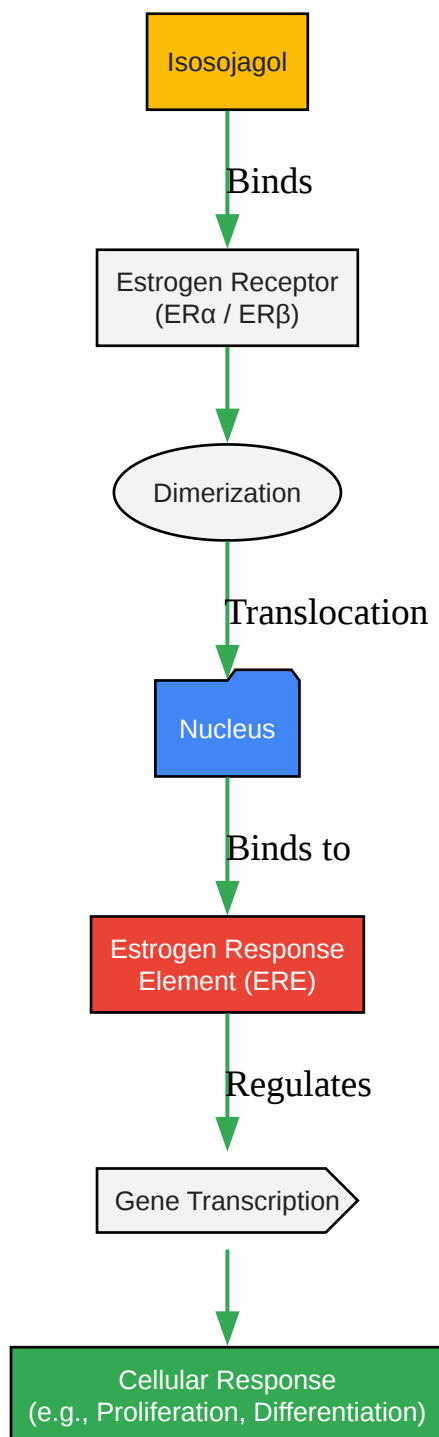 Isosojagol
Binds
Estrogen Receptor
(ERα / ERβ)
Dimerization
Translocation
Nucleus
Binds to
Estrogen Response
Element (ERE)
Regulates
Gene Transcription
Cellular Response
(e.g., Proliferation, Differentiation)